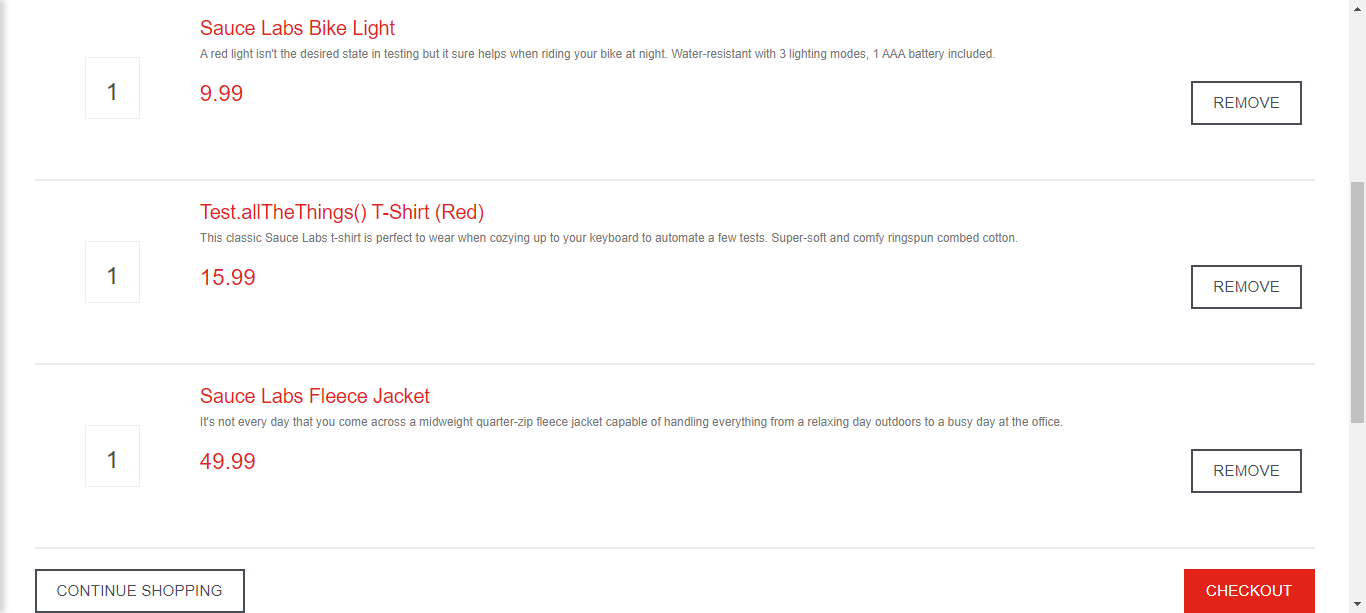 Sauce Labs Bike Light
A red light isn't the desired state in testing but it sure helps when riding your bike at night. Water-resistant with 3 lighting modes, 1 AAA battery included.
1
9.99
REMOVE
Test.allTheThings() T-Shirt (Red)
This classic Sauce Labs t-shirt is perfect to wear when cozying up to your keyboard to automate a few tests. Super-soft and comfy ringspun combed cotton.
1
15.99
REMOVE
Sauce Labs Fleece Jacket
It's not every day that you come across a midweight quarter-zip fleece jacket capable of handling everything from a relaxing day outdoors to a busy day at the office.
1
49.99
REMOVE
CONTINUE SHOPPING
CHECKOUT